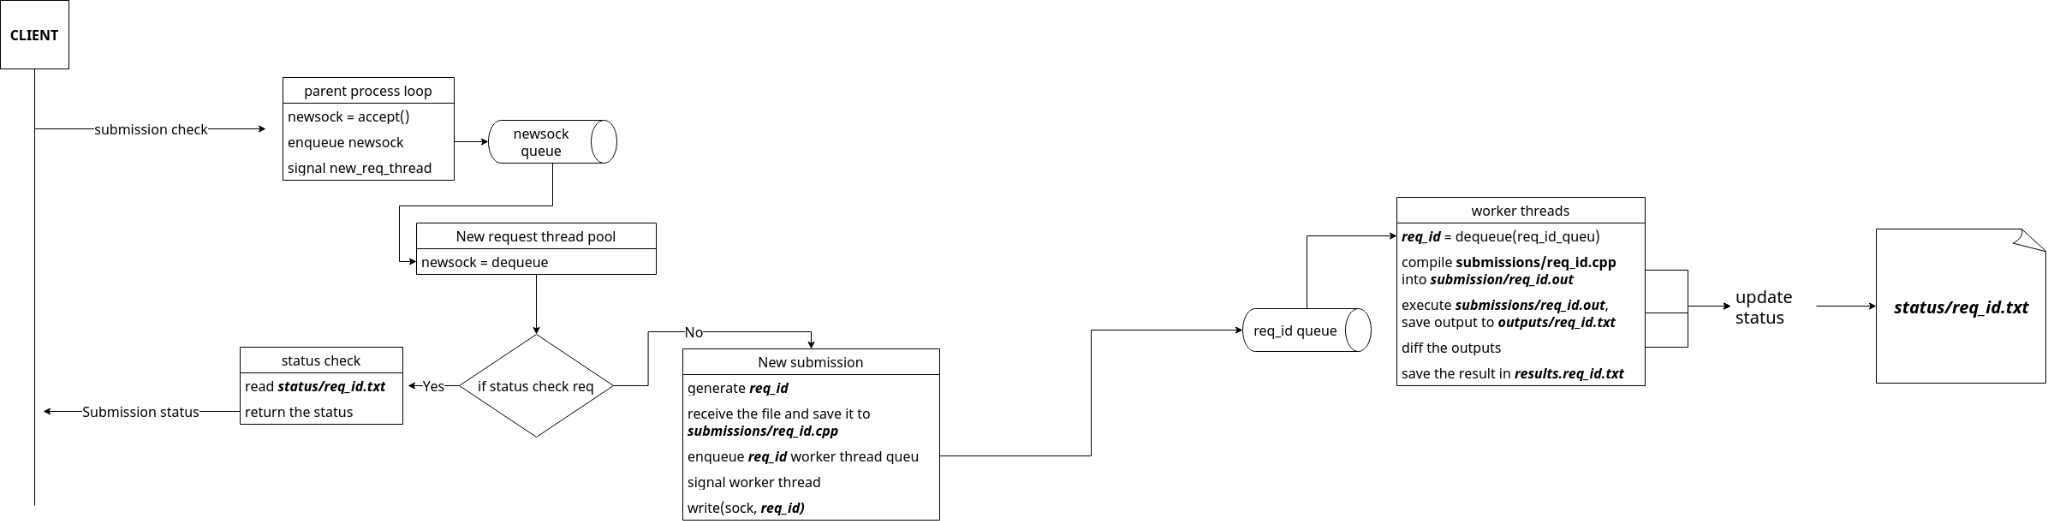 CLIENT
submission check
parent process loop
newsock = accept()
enqueue newsock
signal new_req_thread
newsock
queue
New request thread pool
newsock = dequeue
if status check req
Yes
No
status check
read status/req_id.txt
return the status
Submission status
New submission
generate req_id
receive the file and save it to
submissions/req_id.cpp
enqueue req_id worker thread queu
signal worker thread
write(sock, req_id)
req_id queue
worker threads
req_id = dequeue(req_id_queu)
compile submissions/req_id.cpp
into submission/req_id.out
execute submissions/req_id.out,
save output to outputs/req_id.txt
diff the outputs
save the result in results.req_id.txt
update
status
status/req_id.txt